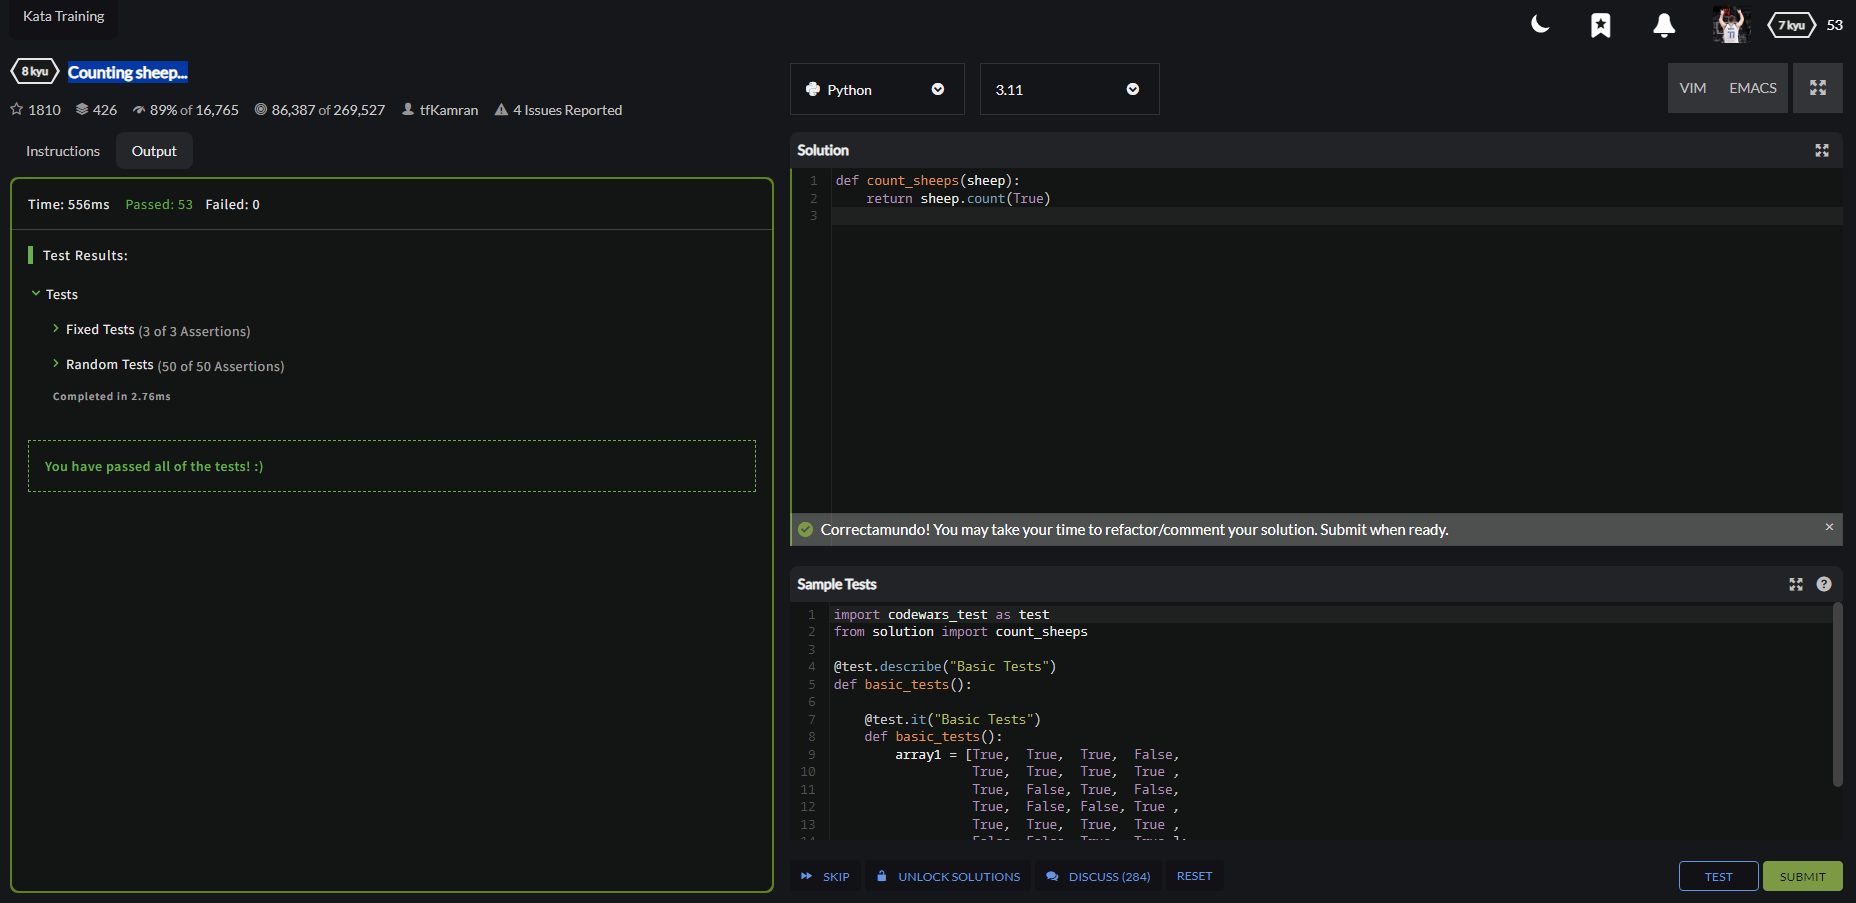 Kata Training
7 kyu 53
8 kyu Counting sheep...
1810 426 89% of 16,765 86,387 of 269,527 tfKamran 4 Issues Reported
Instructions Output
Time: 556ms Passed: 53 Failed: 0
Test Results:
Tests
Fixed Tests (3 of 3 Assertions)
Random Tests (50 of 50 Assertions)
Completed in 2.76ms
You have passed all of the tests! :)
Python 3.11 VIM EMACS
Solution
1 def count_sheeps(sheep):
2     return sheep.count(True)
3
Correctamundo! You may take your time to refactor/comment your solution. Submit when ready. ×
Sample Tests ?
1 import codewars_test as test
2 from solution import count_sheeps
3
4 @test.describe("Basic Tests")
5 def basic_tests():
6
7     @test.it("Basic Tests")
8     def basic_tests():
9         array1 = [True,  True,  True,  False,
10                   True,  True,  True,  True ,
11                   True,  False, True,  False,
12                   True,  False, False, True ,
13                   True,  True,  True,  True ,
14                   False, False, True,  True ];
SKIP UNLOCK SOLUTIONS DISCUSS (284) RESET TEST SUBMIT